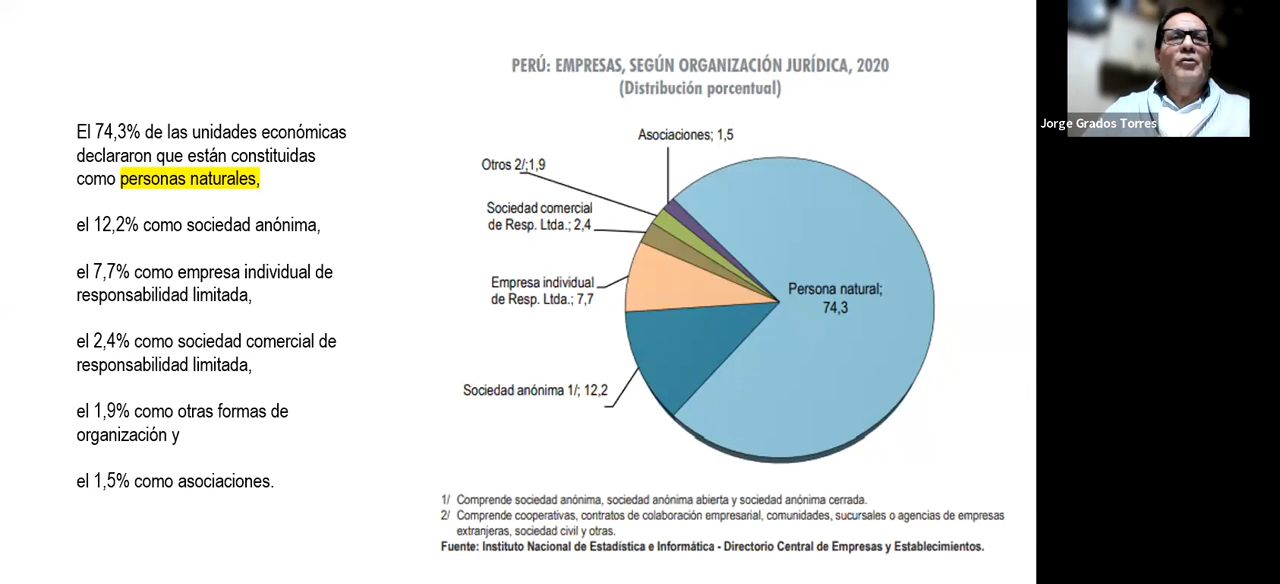 El 74,3% de las unidades económicas
declararon que están constituidas
como personas naturales,
el 12,2% como sociedad anónima,
el 7,7% como empresa individual de
responsabilidad limitada,
el 2,4% como sociedad comercial de
responsabilidad limitada,
el 1,9% como otras formas de
organización y
el 1,5% como asociaciones.
PERÚ: EMPRESAS, SEGÚN ORGANIZACIÓN JURÍDICA, 2020
(Distribución porcentual)
Asociaciones; 1,5
Otros 2/;1,9
Sociedad comercial
de Resp. Ltda.; 2,4
Empresa individual
de Resp. Ltda.; 7,7
Sociedad anónima 1/; 12,2
Persona natural;
74,3
1/ Comprende sociedad anónima, sociedad anónima abierta y sociedad anónima cerrada.
2/ Comprende cooperativas, contratos de colaboración empresarial, comunidades, sucursales o agencias de empresas
extranjeras, sociedad civil y otras.
Fuente: Instituto Nacional de Estadística e Informática - Directorio Central de Empresas y Establecimientos.
Jorge Grados Torres